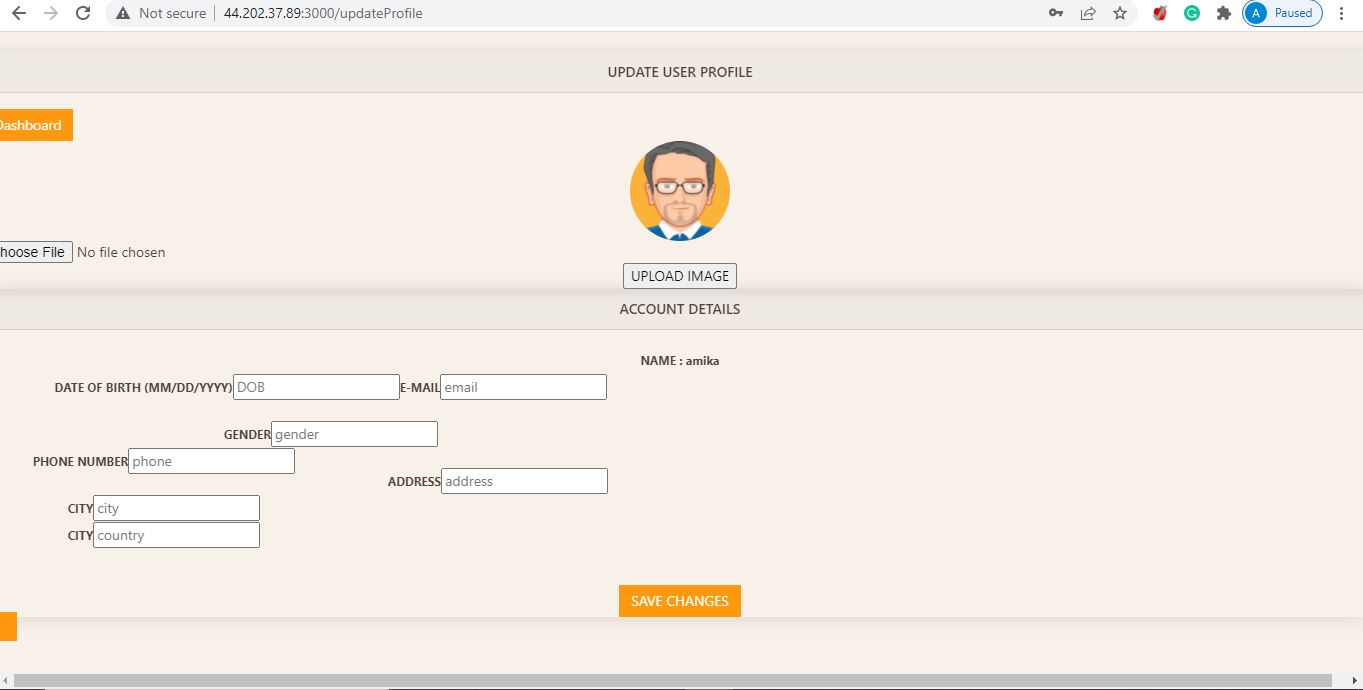 Not secure | 44.202.37.89:3000/updateProfile
A Paused
UPDATE USER PROFILE
Dashboard
hoose File No file chosen
UPLOAD IMAGE
ACCOUNT DETAILS
NAME : amika
DATE OF BIRTH (MM/DD/YYYY) DOB E-MAIL email
GENDER gender
PHONE NUMBER phone
ADDRESS address
CITY city
CITY country
SAVE CHANGES